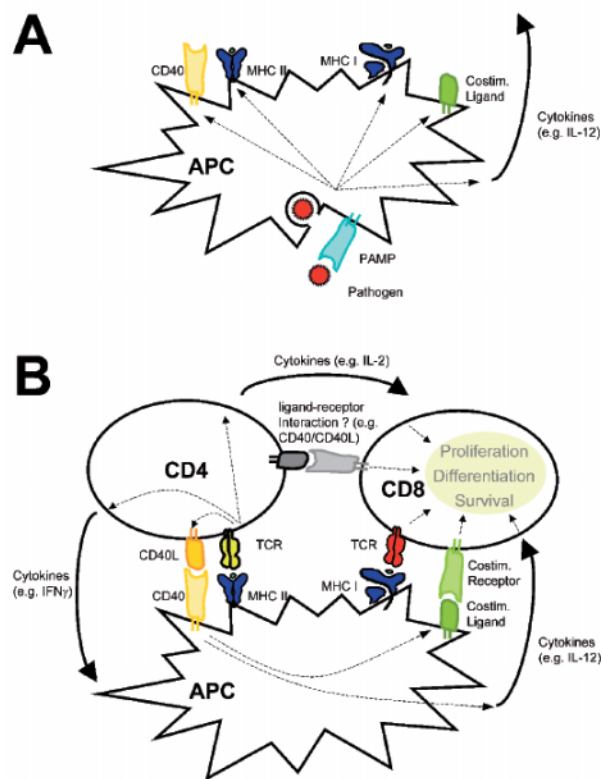 A
CD40
MHC II
MHC I
Costim.
Ligand
Cytokines
(e.g. IL-12)
APC
PAMP
Pathogen
B
Cytokines (e.g. IL-2)
ligand-receptor
Interaction ? (e.g.
CD40/CD40L)
CD4
CD8
Proliferation
Differentiation
Survival
CD40L
TCR
TCR
Cytokines
(e.g. IFNγ)
CD40
MHC II
MHC I
Costim.
Receptor
Costim.
Ligand
Cytokines
(e.g. IL-12)
APC